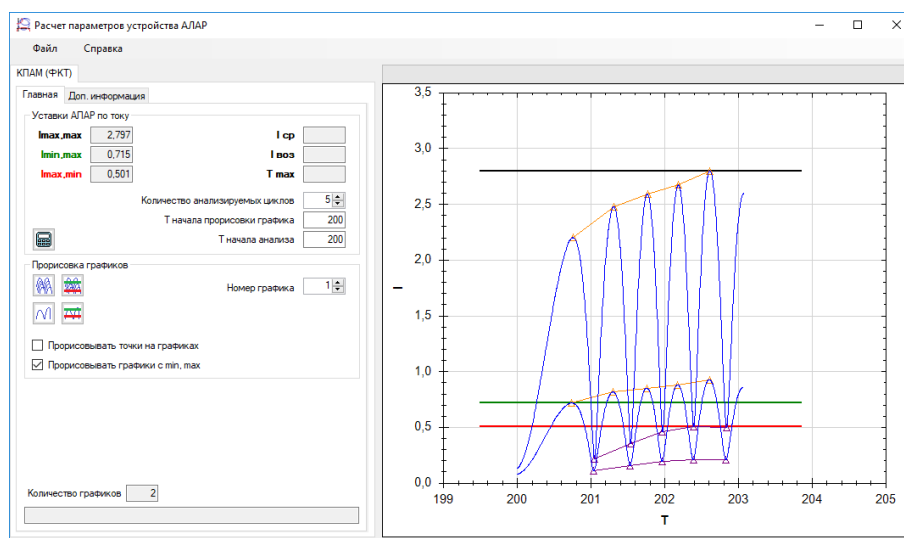 Расчет параметров устройства АЛАР
Файл Справка
КПАМ (ФКТ)
Главная Доп. информация
Уставки АПАР по току
Imax,max 2,797 I ср
Imin,max 0,715 I воз
Imax,min 0,501 T max
Количество анализируемых циклов 5
T начала прорисовки графика 200
T начала анализа 200
Прорисовка графиков
Номер графика 1
Прорисовывать точки на графиках
Прорисовывать графики с min, max
Количество графиков 2
3,5
3,0
2,5
2,0
1,5
1,0
0,5
0,0
I
199 200 201 202 203 204 205
T